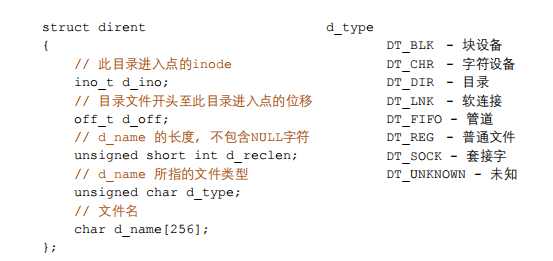 struct dirent
{
// 此目录进入点的inode
ino_t d_ino;
// 目录文件开头至此目录进入点的位移
off_t d_off;
// d_name 的长度, 不包含NULL字符
unsigned short int d_reclen;
// d_name 所指的文件类型
unsigned char d_type;
// 文件名
char d_name[256];
};
d_type
DT_BLK - 块设备
DT_CHR - 字符设备
DT_DIR - 目录
DT_LNK - 软连接
DT_FIFO - 管道
DT_REG - 普通文件
DT_SOCK - 套接字
DT_UNKNOWN - 未知